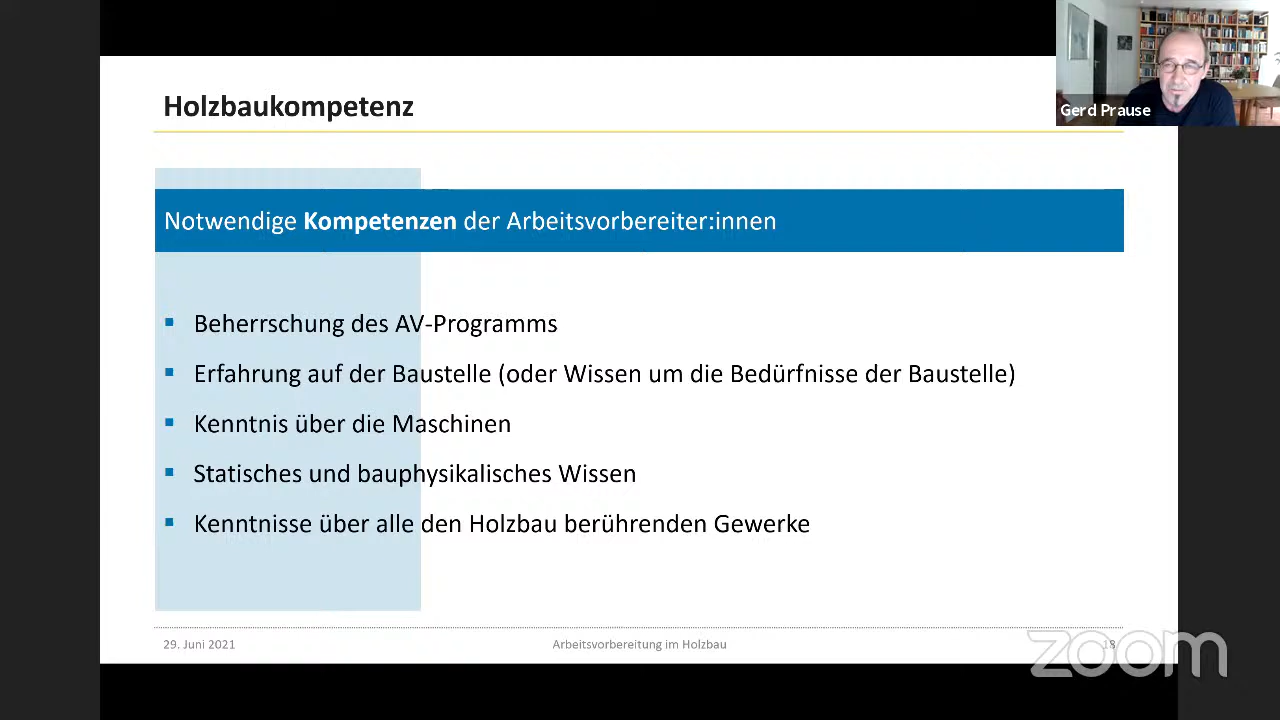 Holzbaukompetenz
Gerd Prause
Notwendige Kompetenzen der Arbeitsvorbereiter:innen
▪ Beherrschung des AV-Programms
▪ Erfahrung auf der Baustelle (oder Wissen um die Bedürfnisse der Baustelle)
▪ Kenntnis über die Maschinen
▪ Statisches und bauphysikalisches Wissen
▪ Kenntnisse über alle den Holzbau berührenden Gewerke
29. Juni 2021
Arbeitsvorbereitung im Holzbau
18
zoom